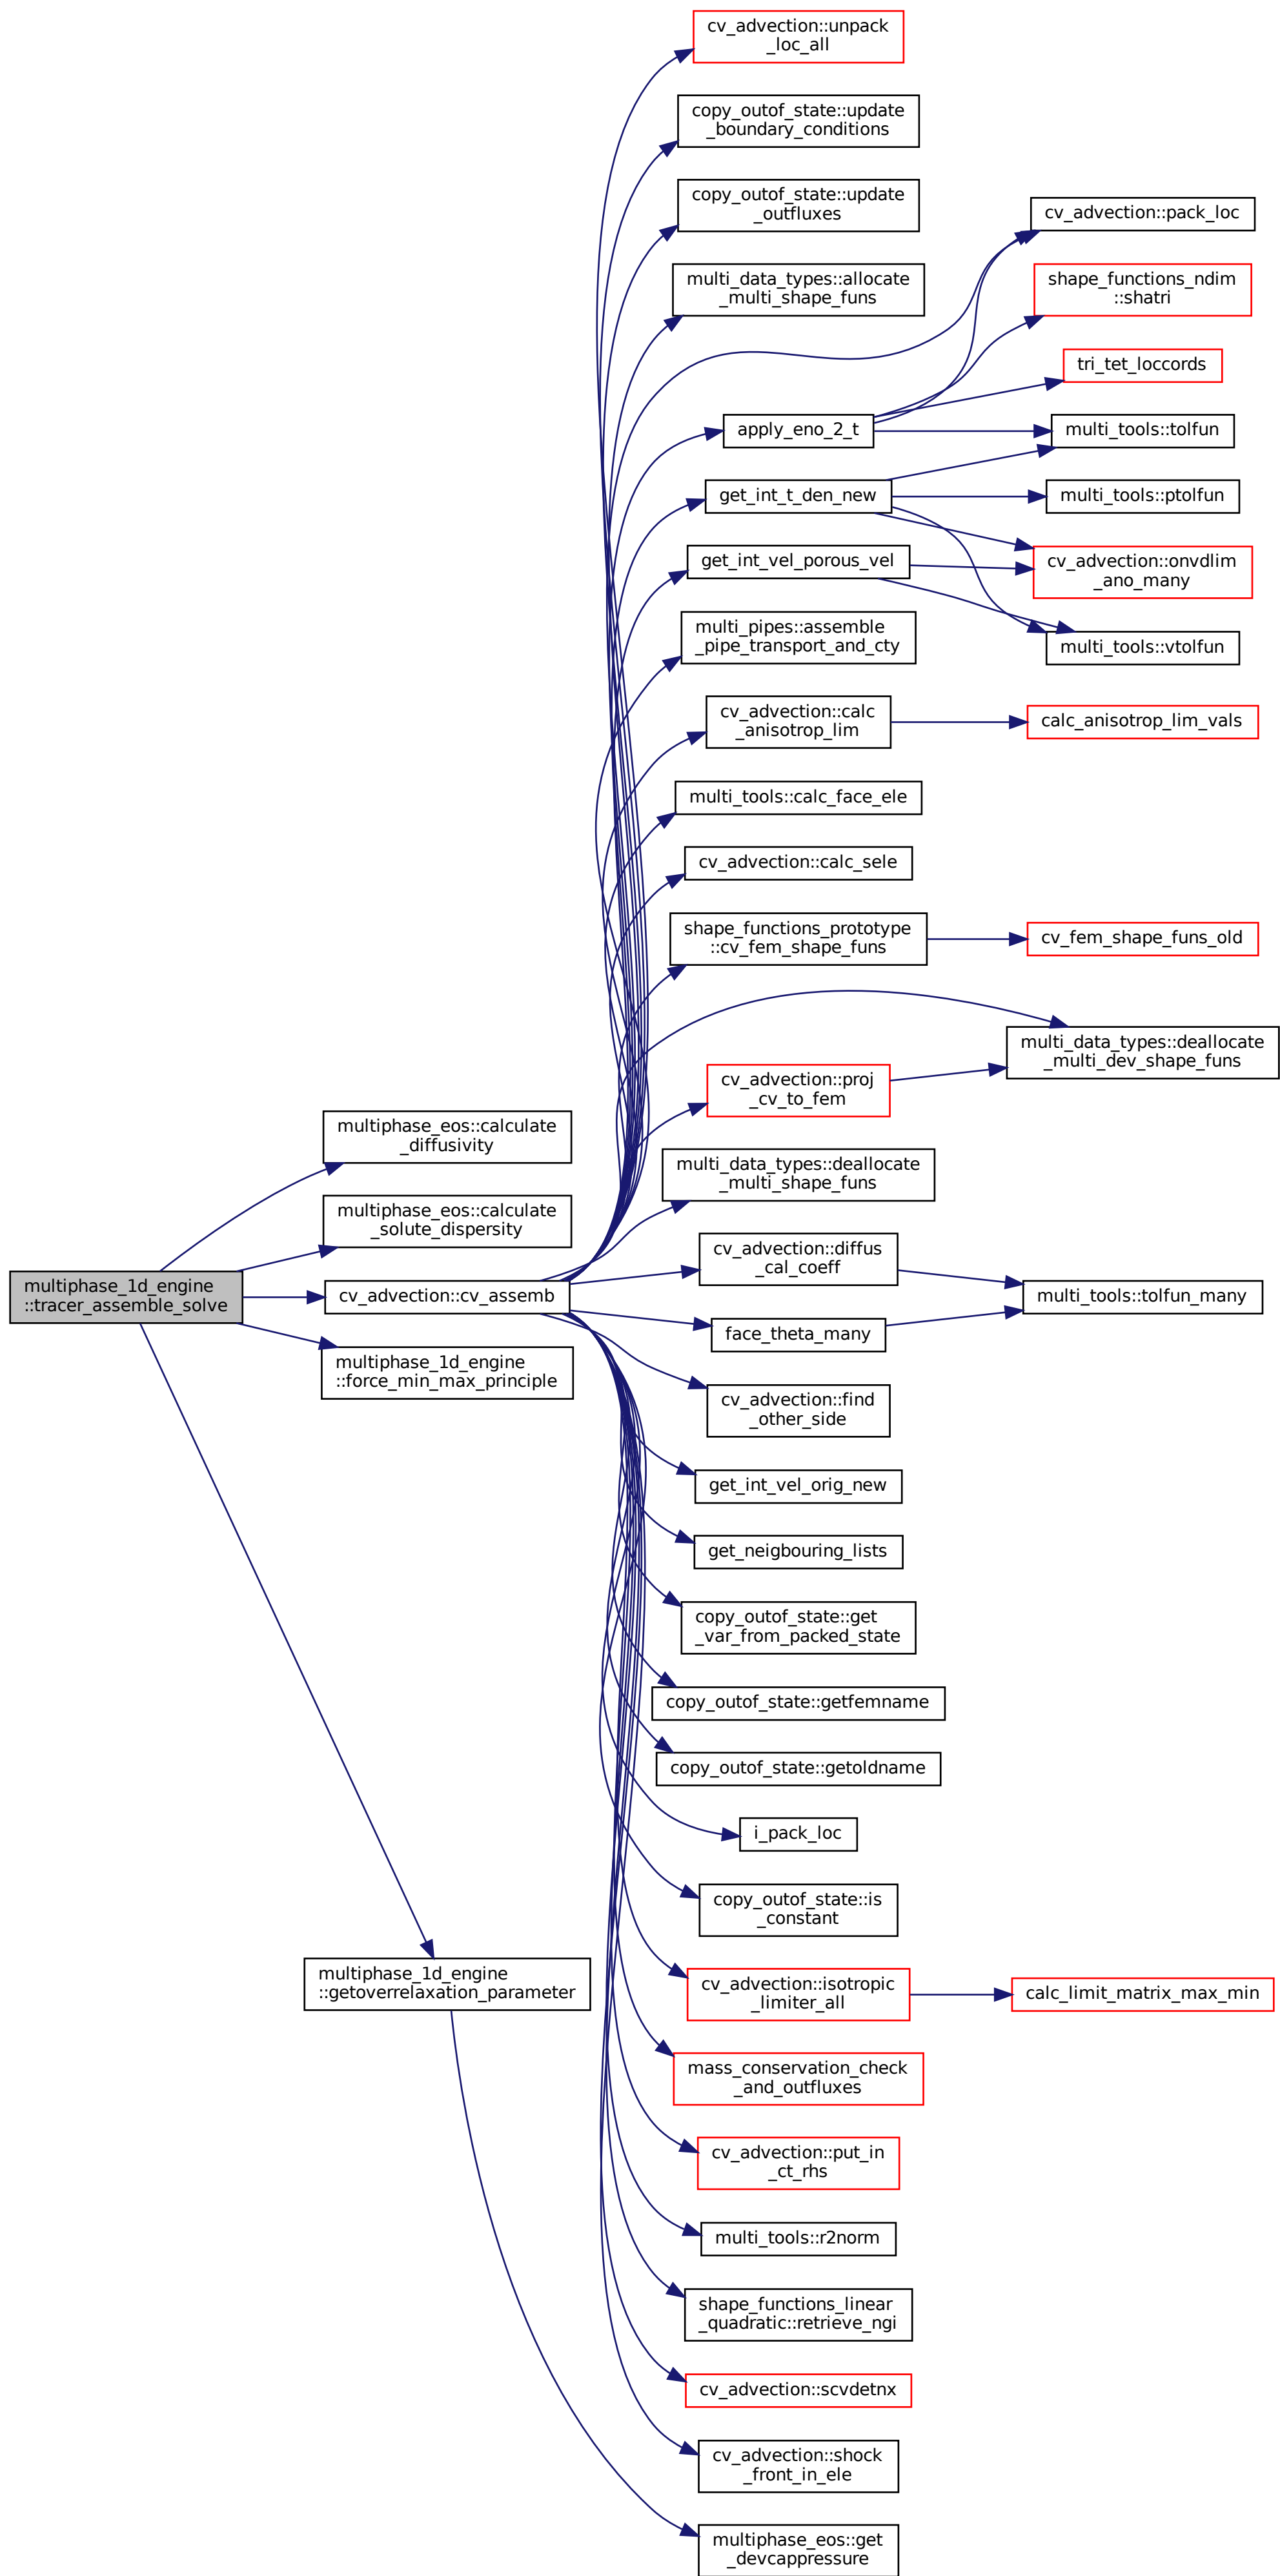 cv_advection::unpack
_loc_all
copy_outof_state::update
_boundary_conditions
copy_outof_state::update
_outfluxes
cv_advection::pack_loc
multi_data_types::allocate
_multi_shape_funs
shape_functions_ndim
::shatri
tri_tet_loccords
apply_eno_2_t
multi_tools::tolfun
get_int_t_den_new
multi_tools::ptolfun
get_int_vel_porous_vel
cv_advection::onvdlim
_ano_many
multi_pipes::assemble
_pipe_transport_and_cty
multi_tools::vtolfun
cv_advection::calc
_anisotrop_lim
calc_anisotrop_lim_vals
multi_tools::calc_face_ele
cv_advection::calc_sele
shape_functions_prototype
::cv_fem_shape_funs
cv_fem_shape_funs_old
multi_data_types::deallocate
_multi_dev_shape_funs
cv_advection::proj
_cv_to_fem
multiphase_eos::calculate
_diffusivity
multi_data_types::deallocate
_multi_shape_funs
multiphase_eos::calculate
_solute_dispersity
cv_advection::diffus
_cal_coeff
multiphase_1d_engine
::tracer_assemble_solve
cv_advection::cv_assemb
multi_tools::tolfun_many
face_theta_many
multiphase_1d_engine
::force_min_max_principle
cv_advection::find
_other_side
get_int_vel_orig_new
get_neigbouring_lists
copy_outof_state::get
_var_from_packed_state
copy_outof_state::getfemname
copy_outof_state::getoldname
i_pack_loc
copy_outof_state::is
_constant
multiphase_1d_engine
::getoverrelaxation_parameter
cv_advection::isotropic
_limiter_all
calc_limit_matrix_max_min
mass_conservation_check
_and_outfluxes
cv_advection::put_in
_ct_rhs
multi_tools::r2norm
shape_functions_linear
_quadratic::retrieve_ngi
cv_advection::scvdetnx
cv_advection::shock
_front_in_ele
multiphase_eos::get
_devcappressure